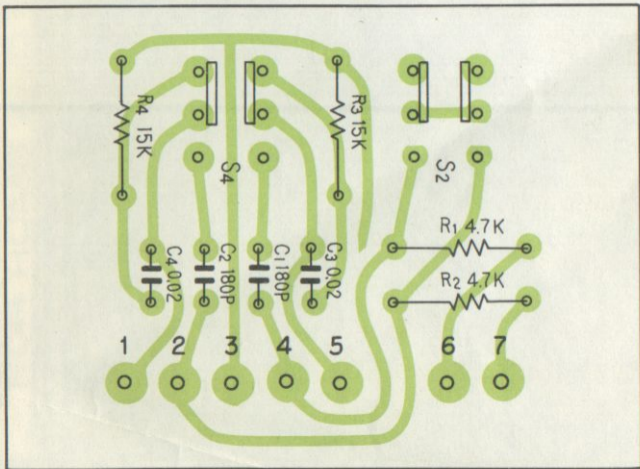 R4
15K
R3 15K
S4
S2
R1 4.7K
R2 4.7K
C4 0.02
C2 180P
C1 180P
C3 0.02
1 2 3 4 5 6 7